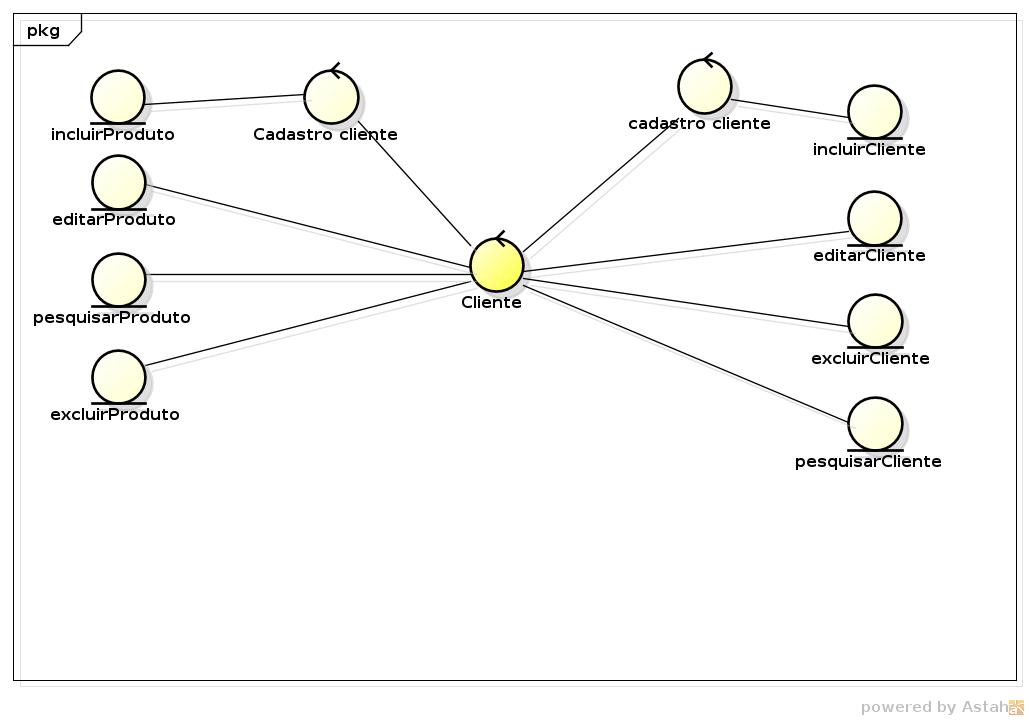 pkg
incluirProduto
Cadastro cliente
cadastro cliente
incluirCliente
editarProduto
editarCliente
Cliente
pesquisarProduto
excluirCliente
excluirProduto
pesquisarCliente
powered by Astah